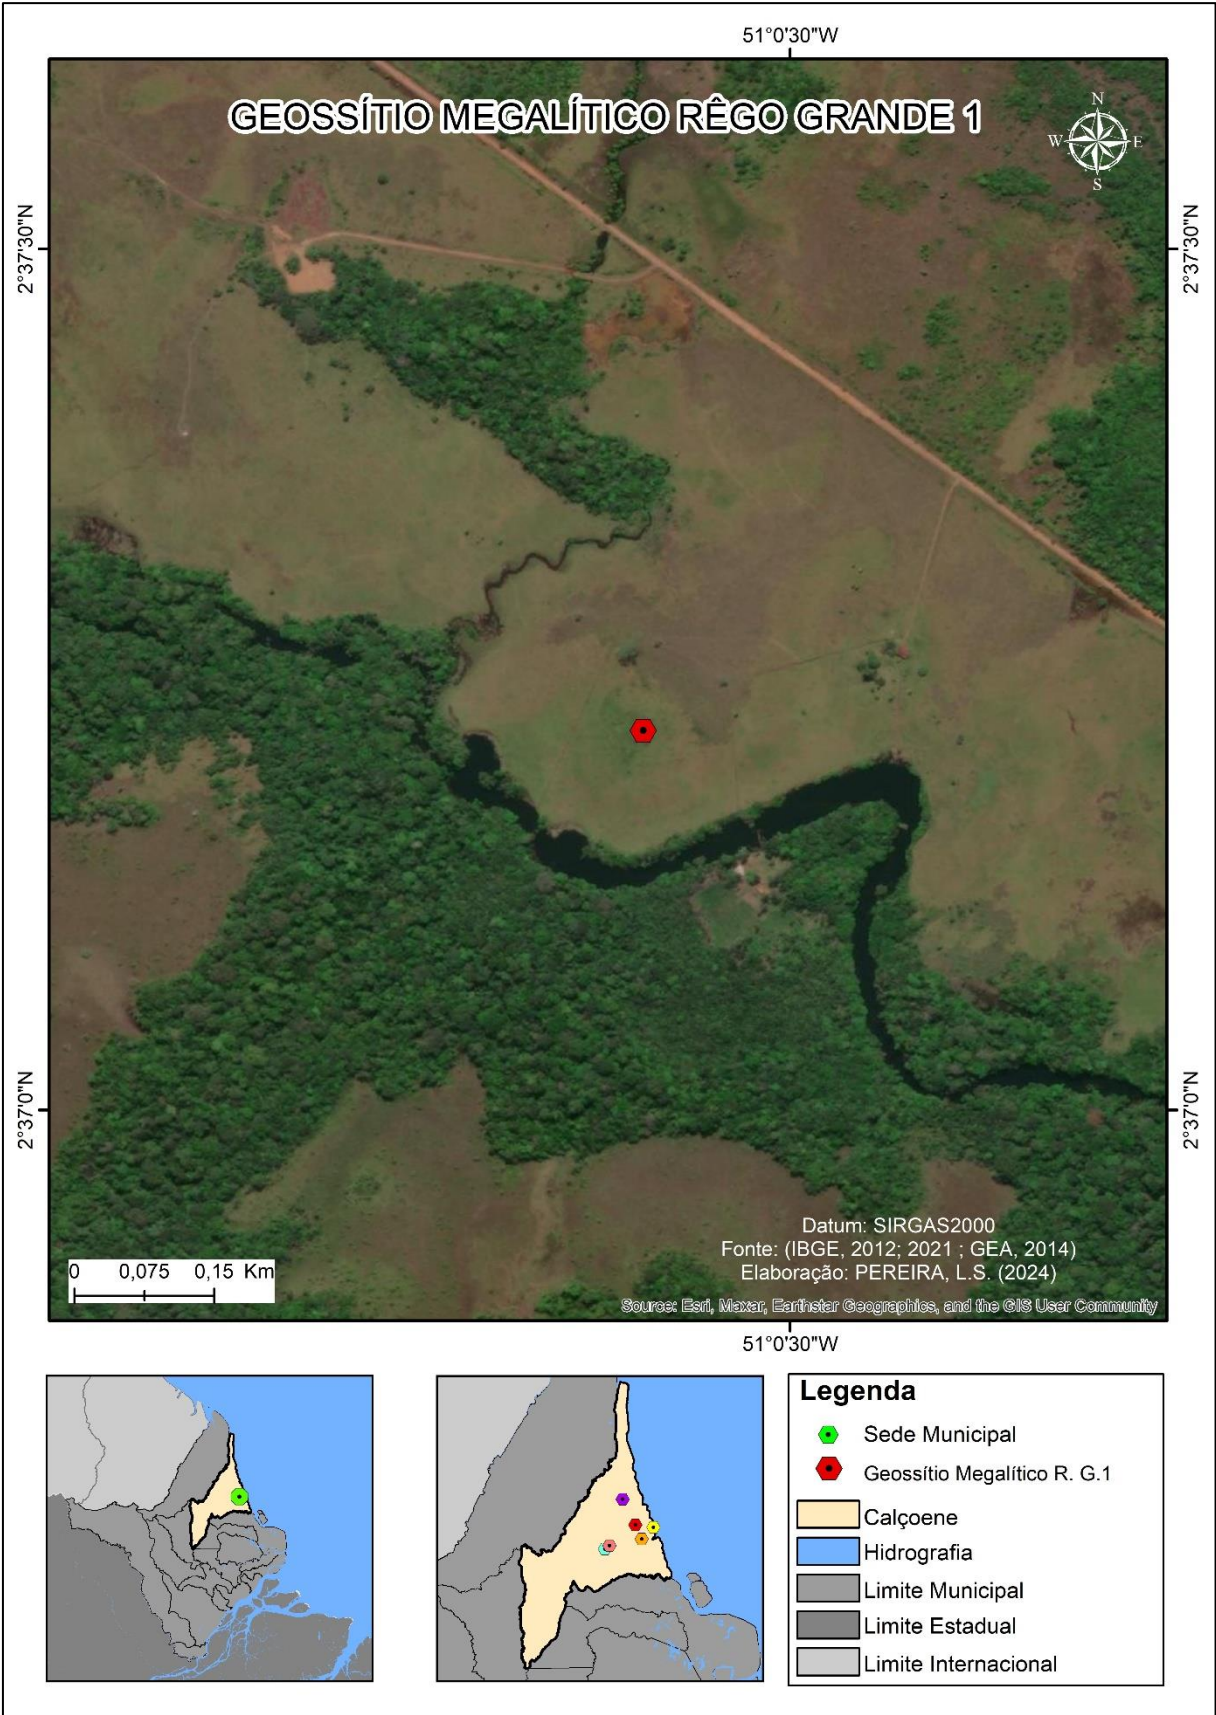 51°0'30"W
GEOSSÍTIO MEGALÍTICO RÊGO GRANDE 1
N
W
E
S
2°37'30"N
2°37'30"N
2°37'0"N
2°37'0"N
Datum: SIRGAS2000
Fonte: (IBGE, 2012; 2021 ; GEA, 2014)
Elaboração: PEREIRA, L.S. (2024)
0 0,075 0,15 Km
Source: Esri, Maxar, Earthstar Geographics, and the GIS User Community
51°0'30"W
Legenda
Sede Municipal
Geossítio Megalítico R. G.1
Calçoene
Hidrografia
Limite Municipal
Limite Estadual
Limite Internacional